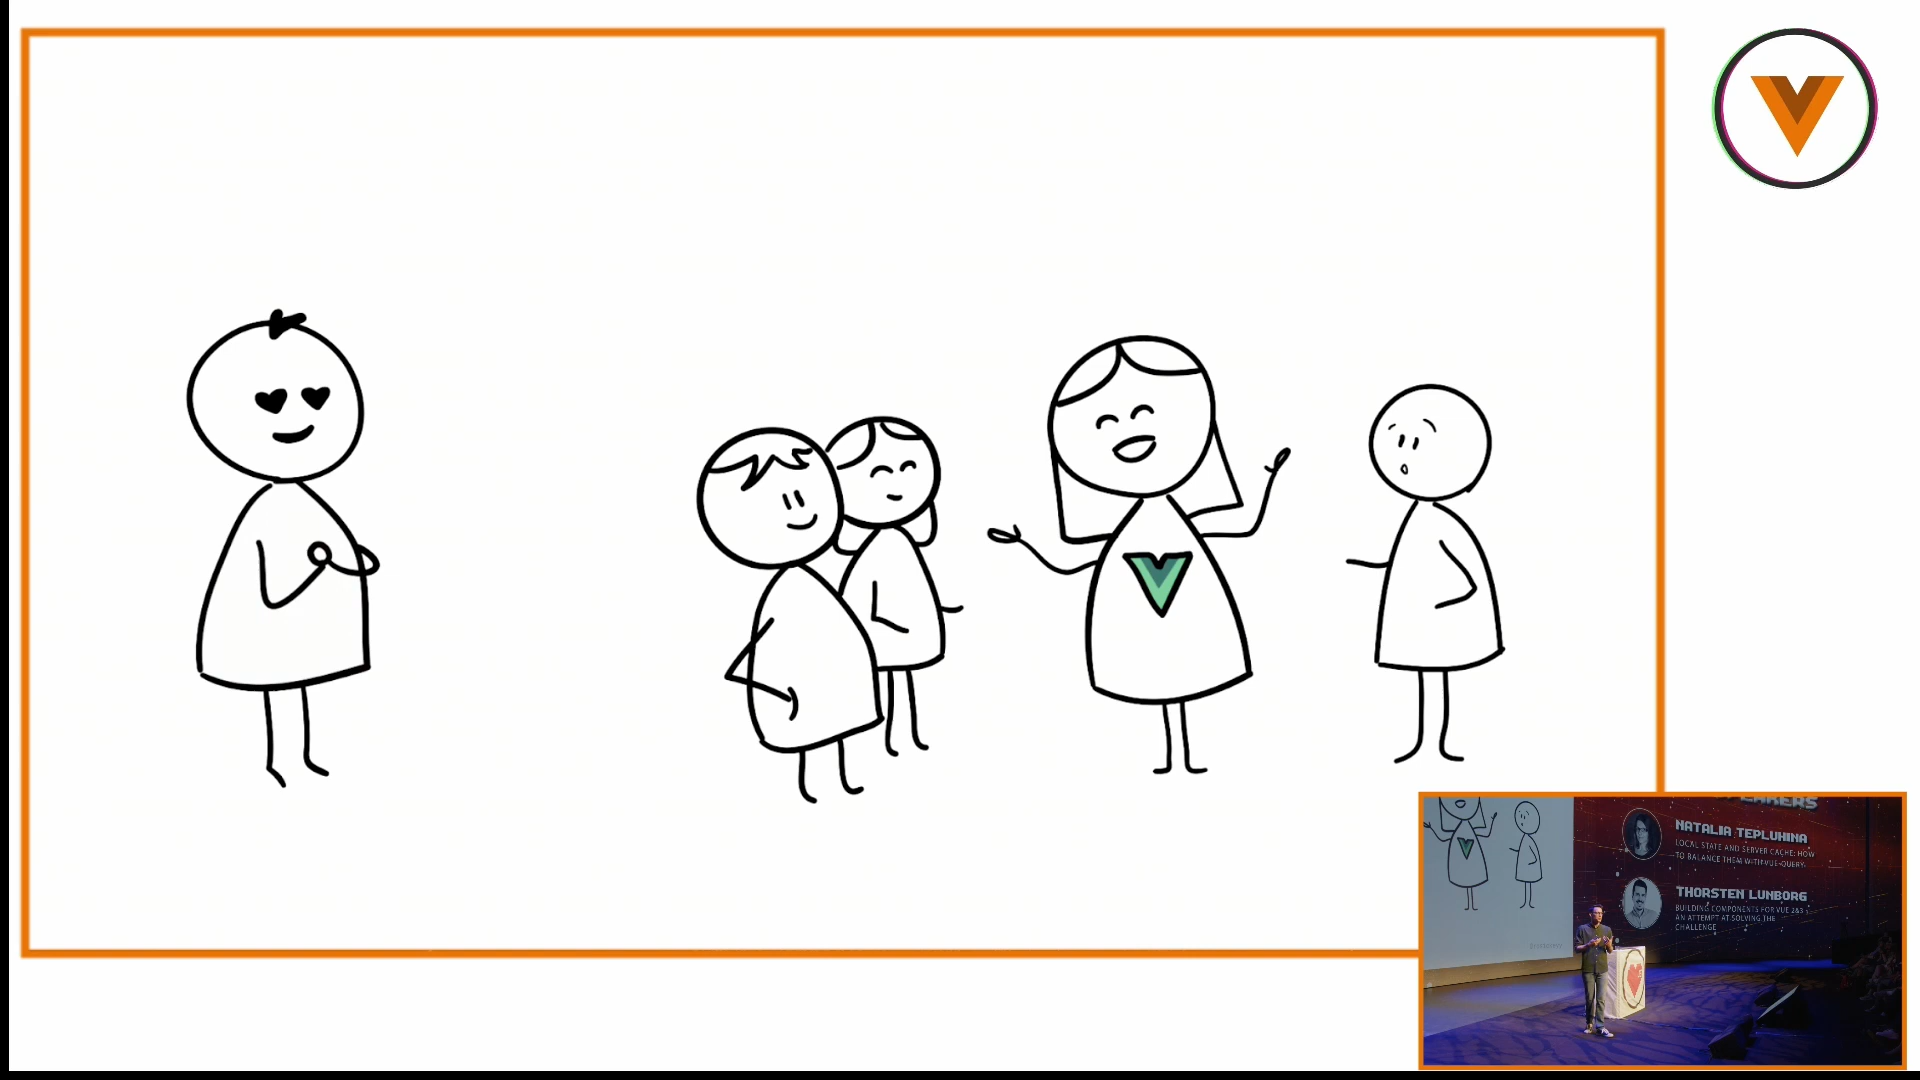 SPEAKERS
NATALIA TEPLUHINA
LOCAL STATE AND SERVER CACHE: HOW
TO BALANCE THEM WITH VUE-QUERY
THORSTEN LUNBORG
BUILDING COMPONENTS FOR VUE 2&3 -
AN ATTEMPT AT SOLVING THE
CHALLENGE